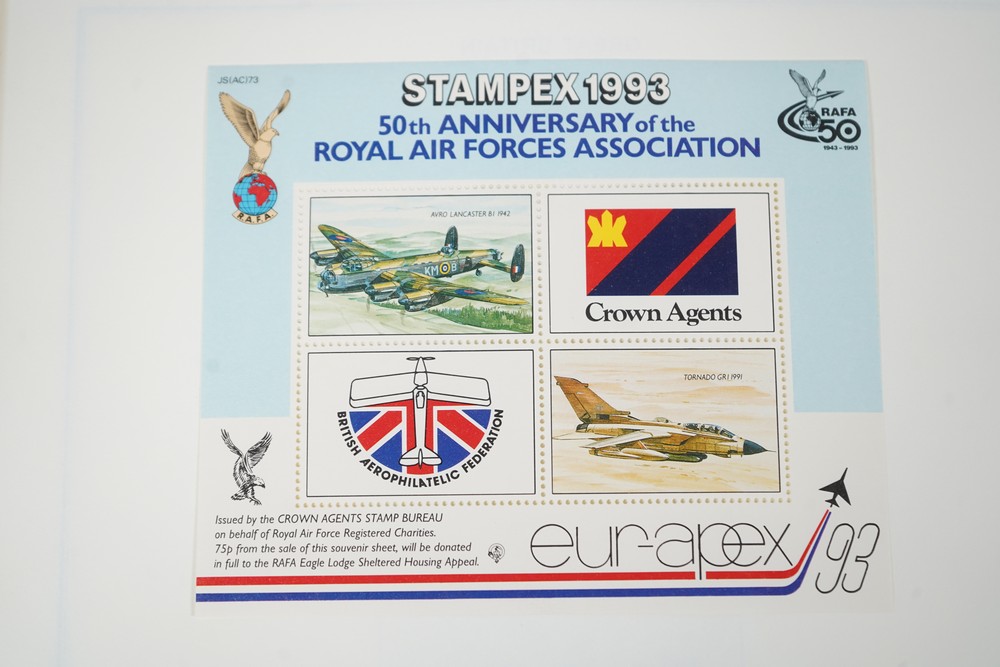 JS(AC)73
STAMPEX 1993
50th ANNIVERSARY of the
ROYAL AIR FORCES ASSOCIATION
R.A.F.A.
RAFA
50
1943-1993
AVRO LANCASTER B1 1942
KM B
Crown Agents
BRITISH AEROPHILATELIC FEDERATION
TORNADO GR1 1991
Issued by the CROWN AGENTS STAMP BUREAU
on behalf of Royal Air Force Registered Charities.
75p from the sale of this souvenir sheet, will be donated
in full to the RAFA Eagle Lodge Sheltered Housing Appeal.
eur-apex 93